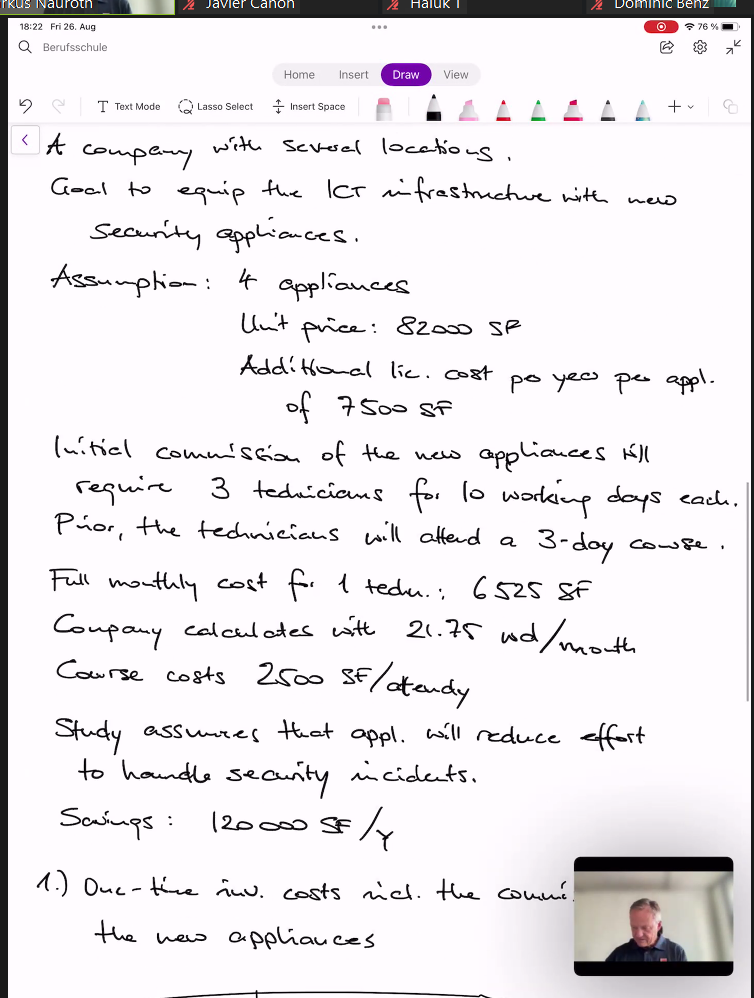 rkus Nauroth
Javier Canon
Haluk T
Dominic Benz
18:22 Fri 26. Aug
76 %
Berufsschule
Home Insert Draw View
Text Mode Lasso Select Insert Space
A company with several locations.
Goal to equip the ICT infrastructure with new
security appliances.
Assumption: 4 appliances
Unit price: 82000 SF
Additional lic. cost per year per appl.
of 7500 SF
Initial commission of the new appliances will
require 3 technicians for 10 working days each.
Prior, the technicians will attend a 3-day course.
Full monthly cost for 1 techn.: 6525 SF
Company calculates with 21.75 wd/month
Course costs 2500 SF/atendy
Study assumes that appl. will reduce effort
to handle security incidents.
Savings: 120000 SF/Y
1.) One-time inv. costs incl. the commi
the new appliances